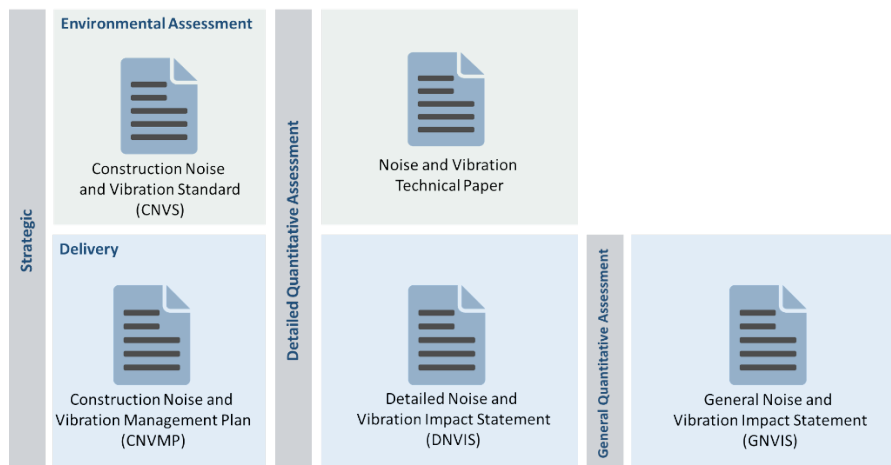 Strategic
Environmental Assessment
Construction Noise
and Vibration Standard
(CNVS)
Detailed Quantitative Assessment
Noise and Vibration
Technical Paper
Delivery
Construction Noise and
Vibration Management Plan
(CNVMP)
Detailed Noise and
Vibration Impact Statement
(DNVIS)
General Quantitative Assessment
General Noise and
Vibration Impact Statement
(GNVIS)